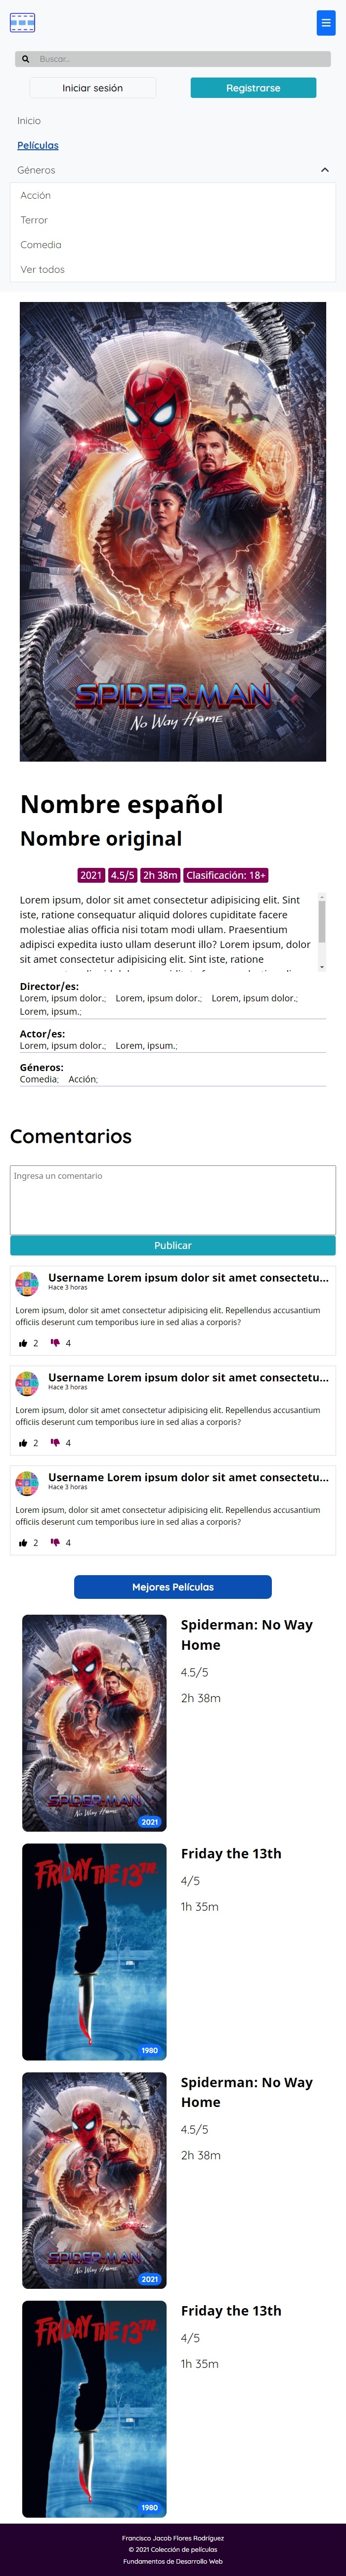 Buscar...
Iniciar sesión
Registrarse
Inicio
Películas
Géneros
Acción
Terror
Comedia
Ver todos
SPIDER-MAN
No Way Home
Nombre español
Nombre original
2021 4.5/5 2h 38m Clasificación: 18+
Lorem ipsum, dolor sit amet consectetur adipisicing elit. Sint
iste, ratione consequatur aliquid dolores cupiditate facere
molestiae alias officia nisi totam modi ullam. Praesentium
adipisci expedita iusto ullam deserunt illo? Lorem ipsum, dolor
sit amet consectetur adipisicing elit. Sint iste, ratione
Director/es:
Lorem, ipsum dolor.; Lorem, ipsum dolor.; Lorem, ipsum dolor.;
Lorem, ipsum.;
Actor/es:
Lorem, ipsum dolor.; Lorem, ipsum.;
Géneros:
Comedia; Acción;
Comentarios
Ingresa un comentario
Publicar
Username Lorem ipsum dolor sit amet consectetu...
Hace 3 horas
Lorem ipsum, dolor sit amet consectetur adipisicing elit. Repellendus accusantium
officiis deserunt cum temporibus iure in sed alias a corporis?
2 4
Username Lorem ipsum dolor sit amet consectetu...
Hace 3 horas
Lorem ipsum, dolor sit amet consectetur adipisicing elit. Repellendus accusantium
officiis deserunt cum temporibus iure in sed alias a corporis?
2 4
Username Lorem ipsum dolor sit amet consectetu...
Hace 3 horas
Lorem ipsum, dolor sit amet consectetur adipisicing elit. Repellendus accusantium
officiis deserunt cum temporibus iure in sed alias a corporis?
2 4
Mejores Películas
SPIDER-MAN
No Way Home
2021
Spiderman: No Way
Home
4.5/5
2h 38m
FRIDAY THE 13TH
1980
Friday the 13th
4/5
1h 35m
SPIDER-MAN
No Way Home
2021
Spiderman: No Way
Home
4.5/5
2h 38m
FRIDAY THE 13TH
1980
Friday the 13th
4/5
1h 35m
Francisco Jacob Flores Rodríguez
© 2021 Colección de películas
Fundamentos de Desarrollo Web